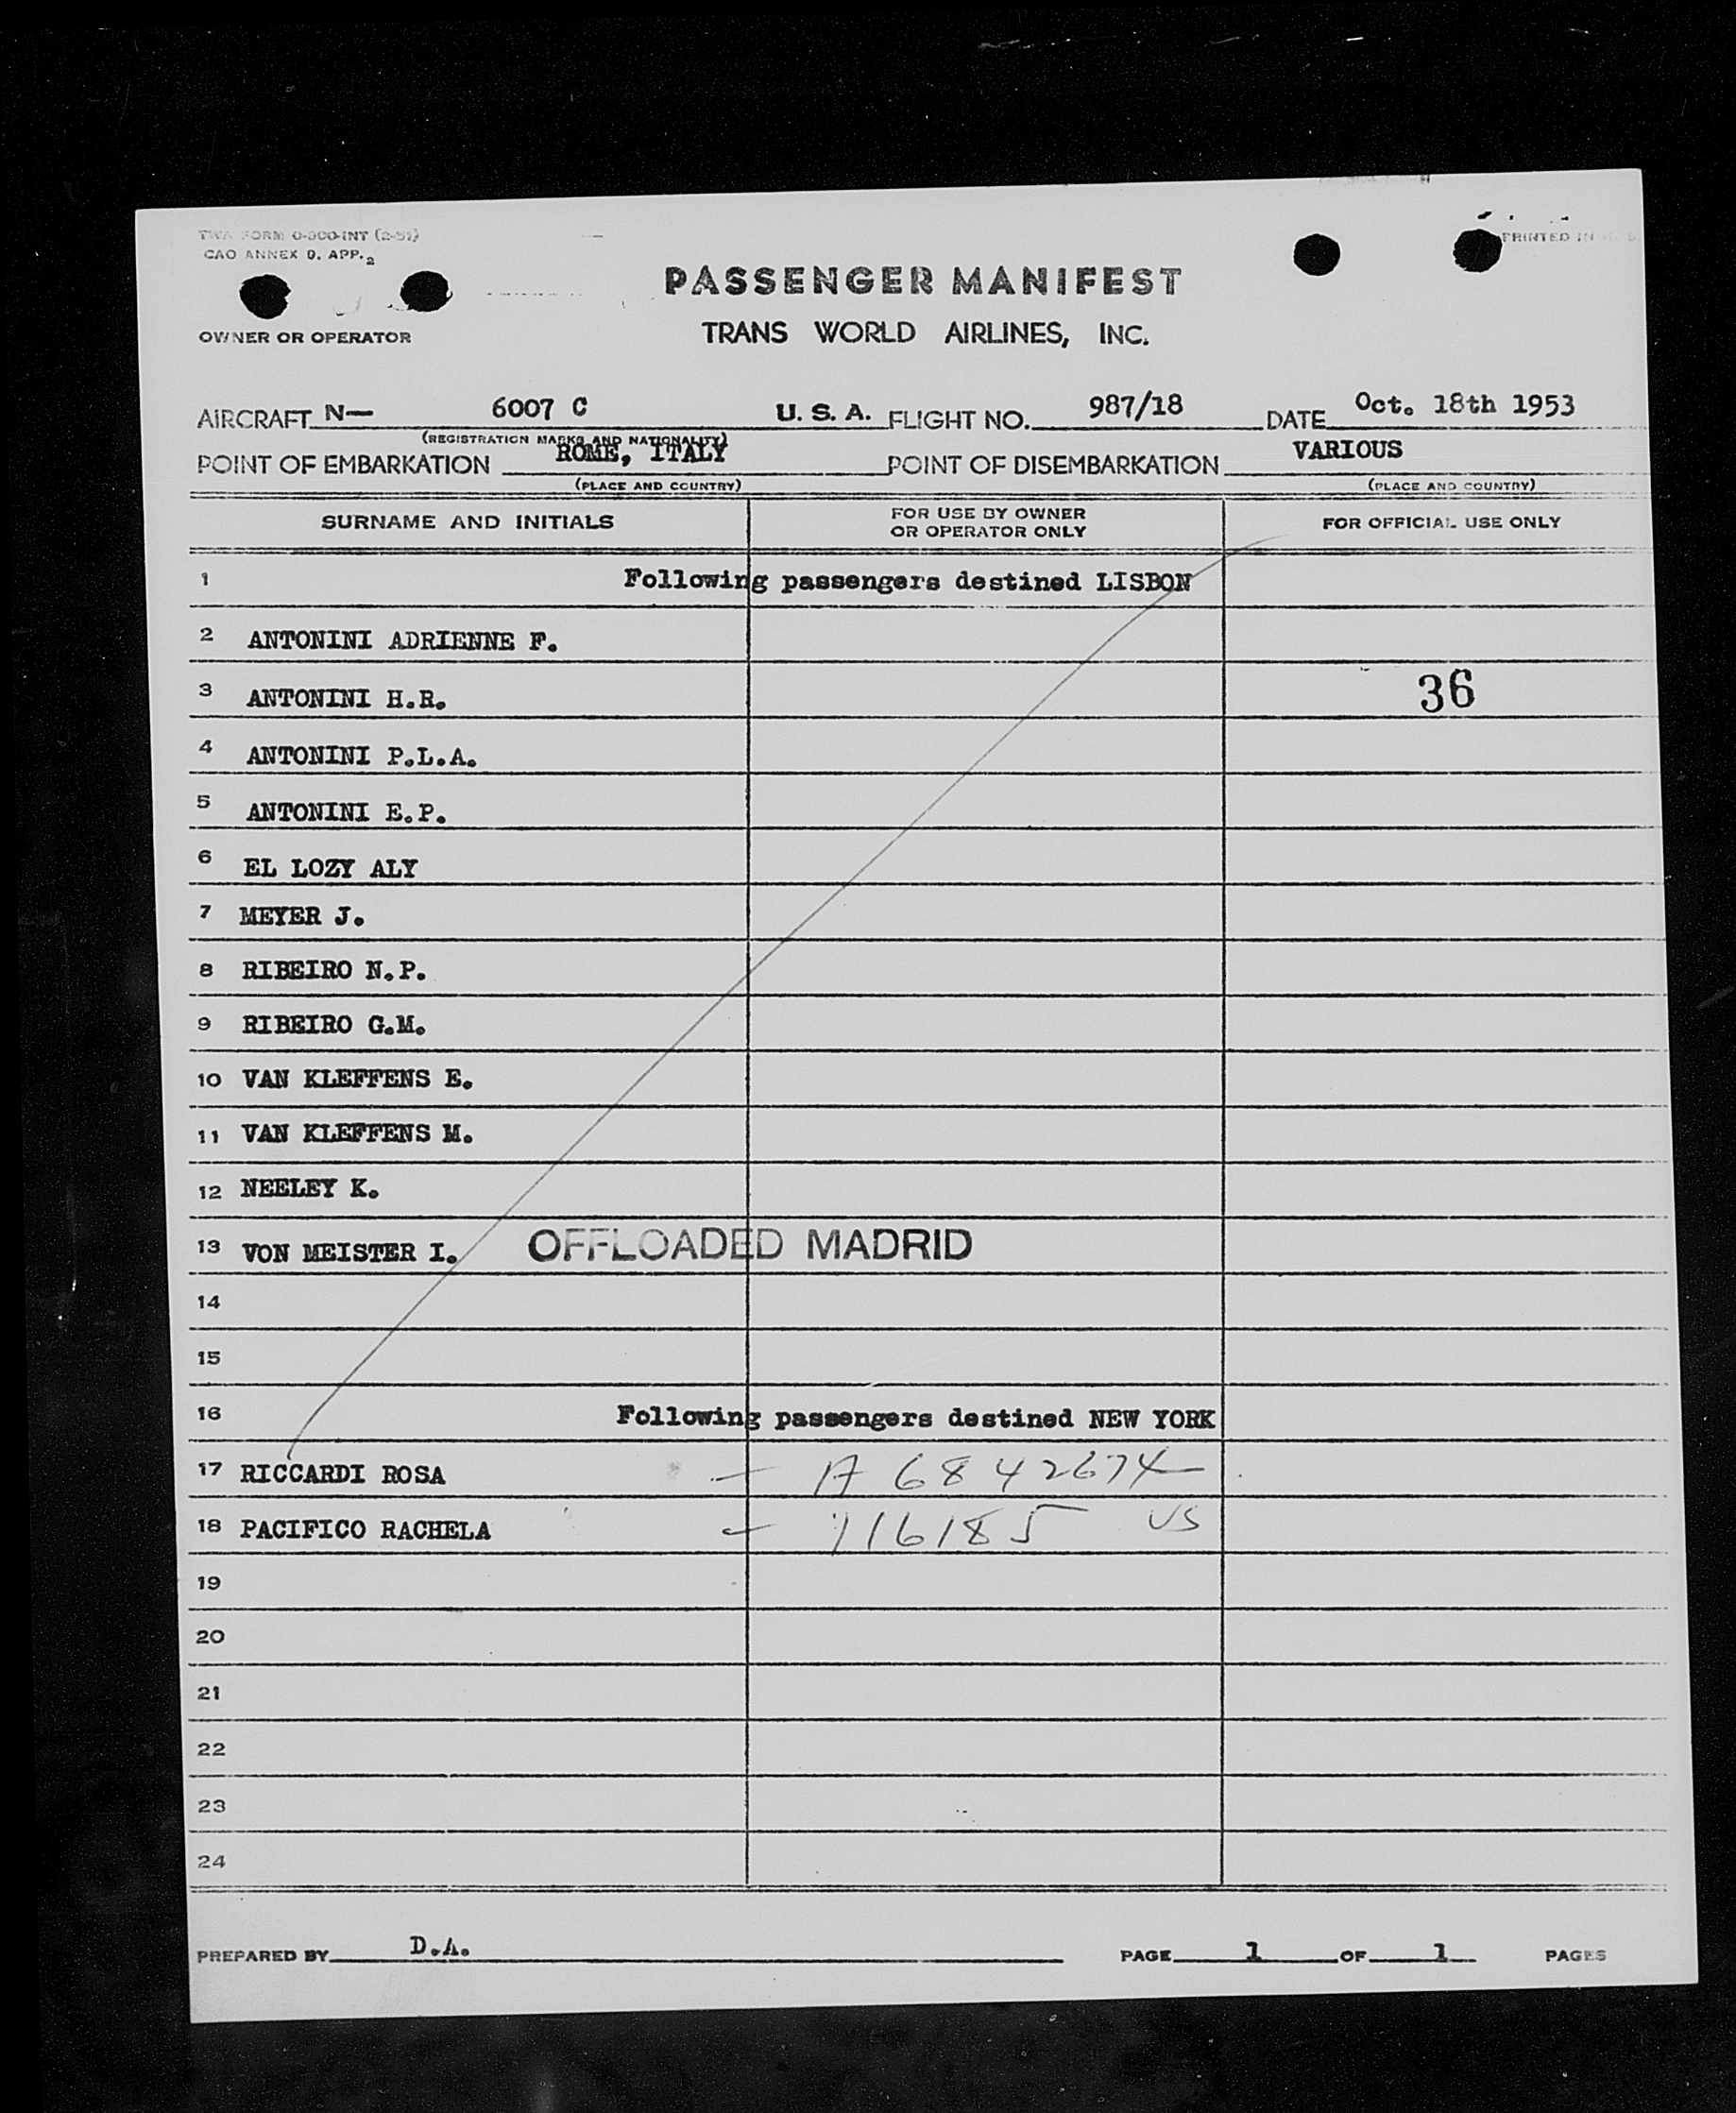 TWA FORM O-300-INT (2-51)
CAO ANNEX 9, APP. 2
PRINTED IN
PASSENGER MANIFEST
OWNER OR OPERATOR
TRANS WORLD AIRLINES, INC.
AIRCRAFT N— 6007 C U. S. A. FLIGHT NO. 987/18 DATE Oct. 18th 1953
(REGISTRATION MARKS AND NATIONALITY)
POINT OF EMBARKATION ROME, ITALY POINT OF DISEMBARKATION VARIOUS
(PLACE AND COUNTRY) (PLACE AND COUNTRY)
SURNAME AND INITIALS FOR USE BY OWNER OR OPERATOR ONLY FOR OFFICIAL USE ONLY
1 Following passengers destined LISBON
2 ANTONINI ADRIENNE F.
3 ANTONINI H.R. 36
4 ANTONINI P.L.A.
5 ANTONINI E.P.
6 EL LOZY ALY
7 MEYER J.
8 RIBEIRO N.P.
9 RIBEIRO G.M.
10 VAN KLEFFENS E.
11 VAN KLEFFENS M.
12 NEELEY K.
13 VON MEISTER I. OFFLOADED MADRID
14
15
16 Following passengers destined NEW YORK
17 RICCARDI ROSA — A 6842674
18 PACIFICO RACHELA — 116185 US
19
20
21
22
23
24
PREPARED BY D.A. PAGE 1 OF 1 PAGES